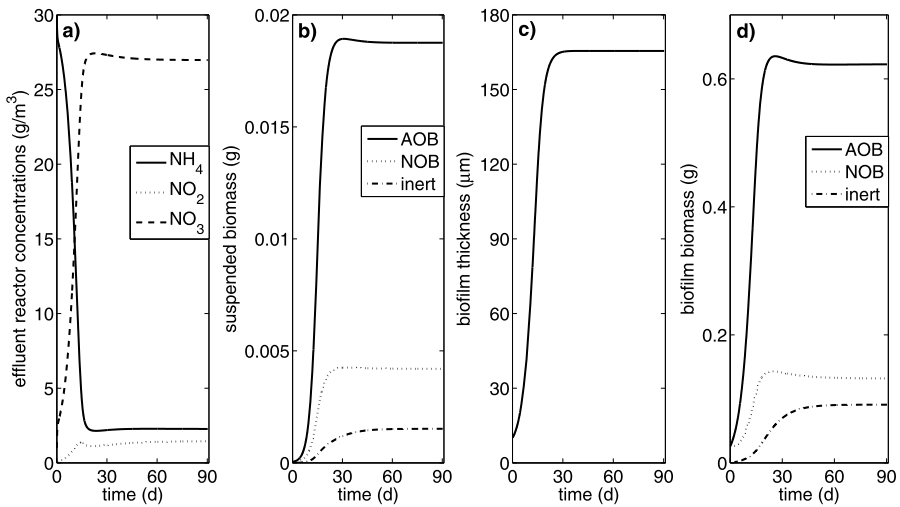 a)
effluent reactor concentrations (g/m³)
30
25
20
15
10
5
0
NH₄
NO₂
NO₃
0 30 60 90
time (d)
b)
suspended biomass (g)
0.02
0.015
0.01
0.005
0
AOB
NOB
inert
0 30 60 90
time (d)
c)
biofilm thickness (µm)
180
150
120
90
60
30
0
0 30 60 90
time (d)
d)
biofilm biomass (g)
0.6
0.4
0.2
0
AOB
NOB
inert
0 30 60 90
time (d)